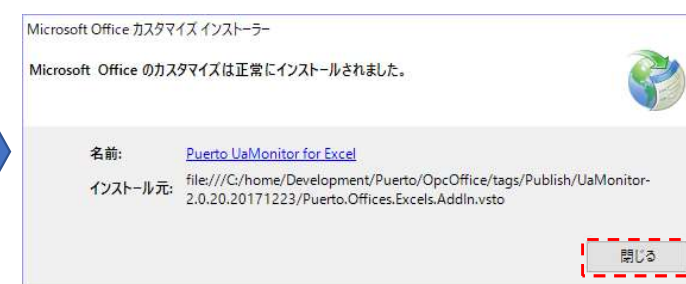 Microsoft Office カスタマイズ インストーラー
Microsoft Office のカスタマイズは正常にインストールされました。
名前: Puerto UaMonitor for Excel
インストール元: file:///C:/home/Development/Puerto/OpcOffice/tags/Publish/UaMonitor-
2.0.20.20171223/Puerto.Offices.Excels.AddIn.vsto
閉じる